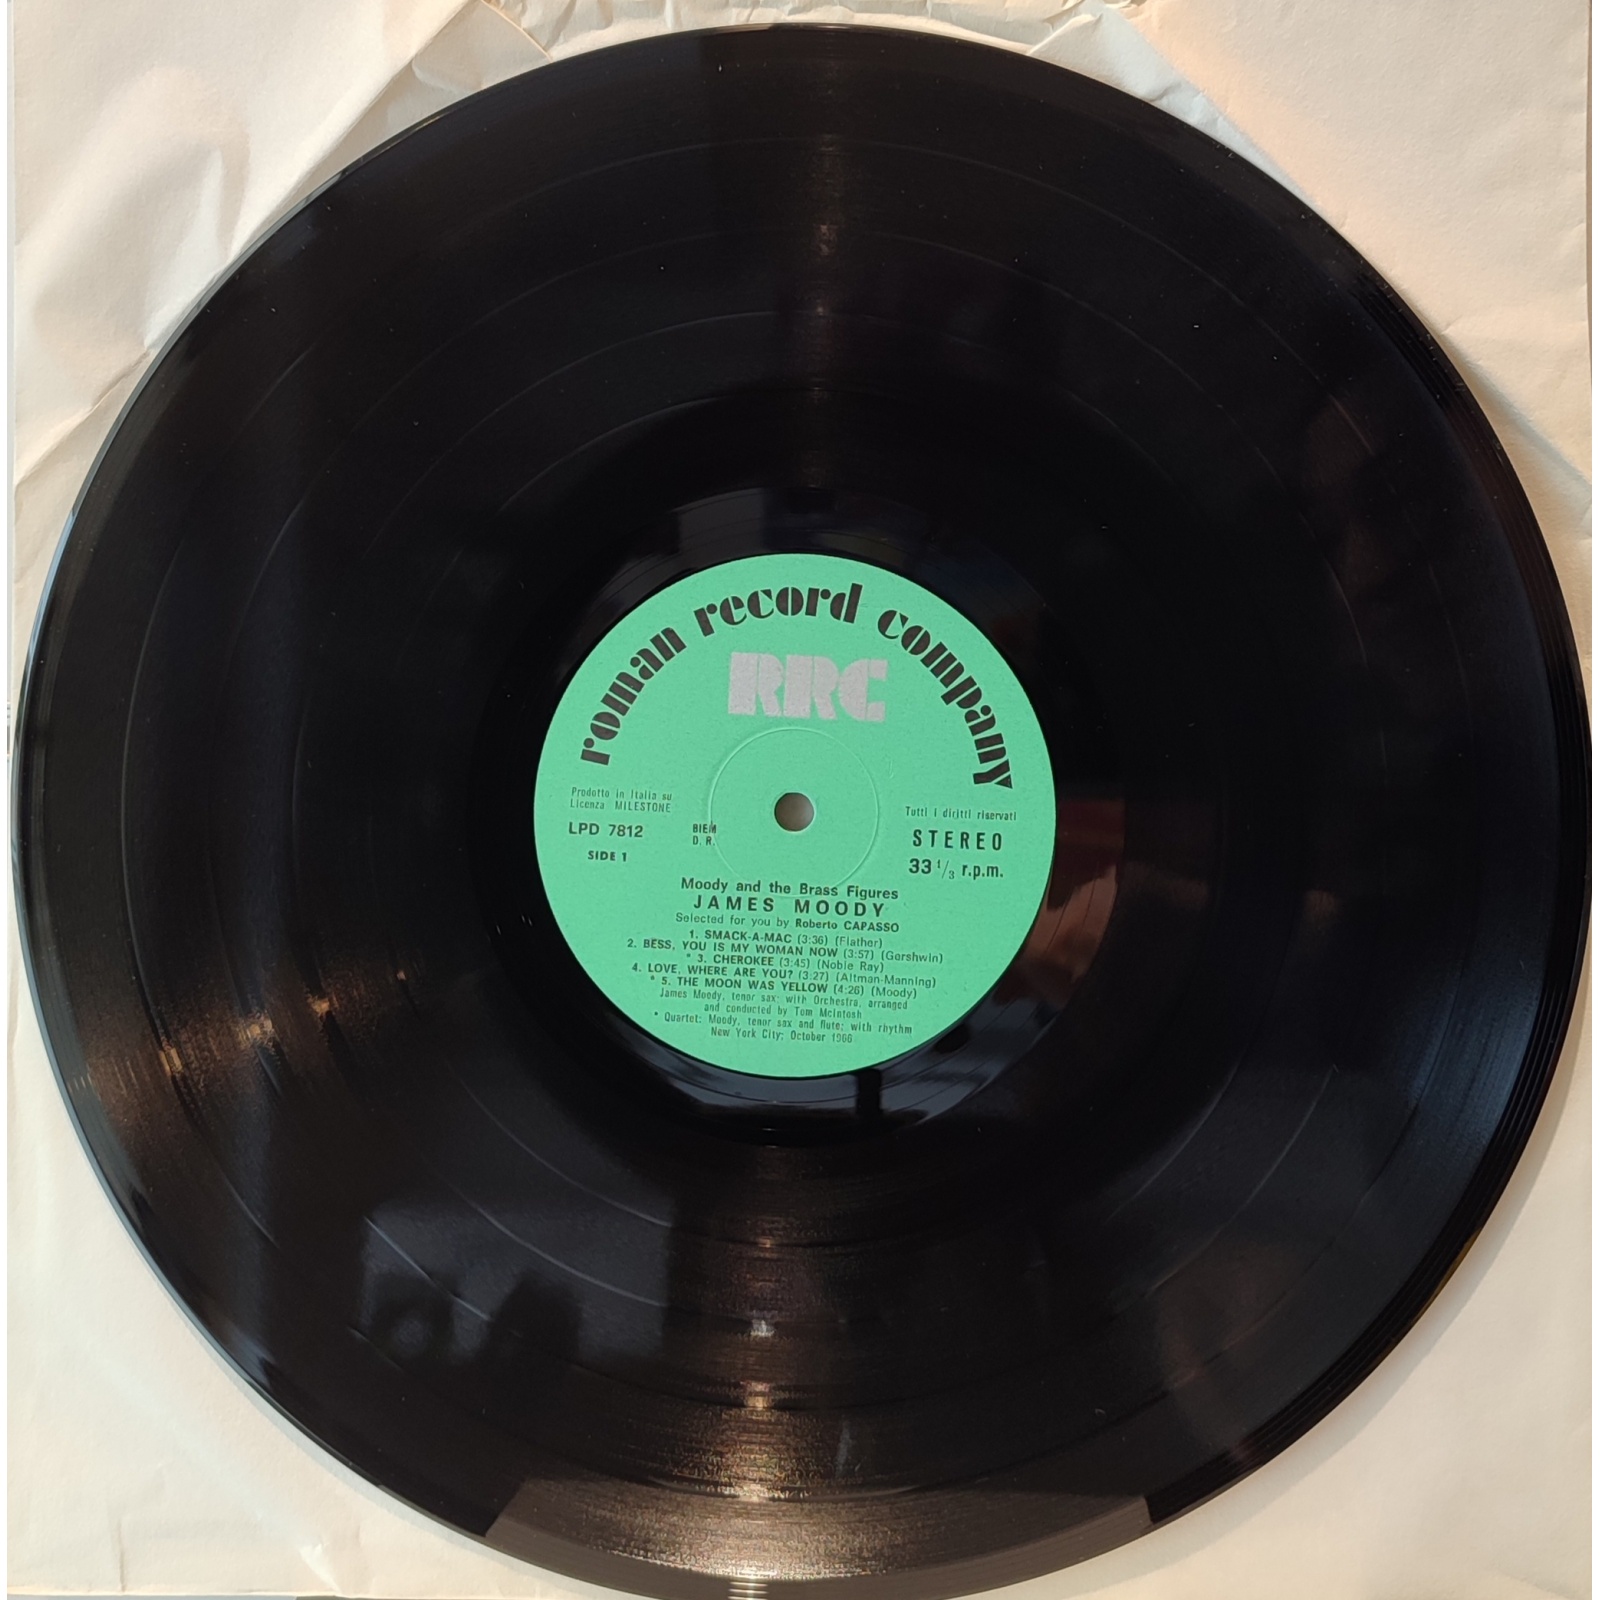 roman record company
RRC
Prodotto in Italia su
Licenza MILESTONE
LPD 7812
SIDE 1
BIEM
D. R.
Tutti i diritti riservati
STEREO
33 1/3 r.p.m.
Moody and the Brass Figures
JAMES MOODY
Selected for you by Roberto CAPASSO
1. SMACK-A-MAC (3:36) (Flather)
2. BESS, YOU IS MY WOMAN NOW (3:57) (Gershwin)
* 3. CHEROKEE (3:45) (Noble Ray)
4. LOVE, WHERE ARE YOU? (3:27) (Altman-Manning)
* 5. THE MOON WAS YELLOW (4:26) (Moody)
James Moody, tenor sax; with Orchestra, arranged
and conducted by Tom McIntosh
* Quartet: Moody, tenor sax and flute; with rhythm
New York City; October 1966